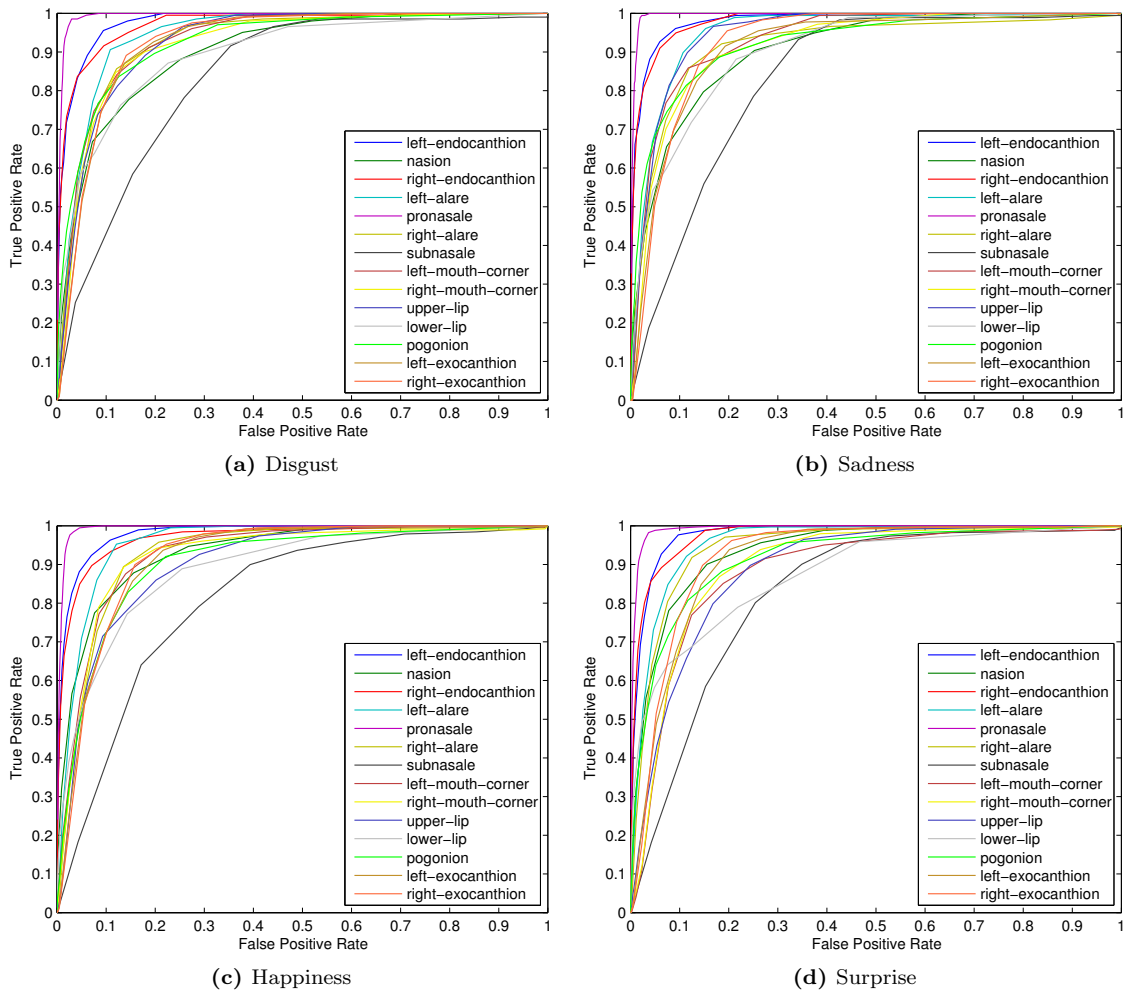 1
0.9
0.8
0.7
0.6
0.5
0.4
0.3
0.2
0.1
0
True Positive Rate
left−endocanthion
nasion
right−endocanthion
left−alare
pronasale
right−alare
subnasale
left−mouth−corner
right−mouth−corner
upper−lip
lower−lip
pogonion
left−exocanthion
right−exocanthion
0 0.1 0.2 0.3 0.4 0.5 0.6 0.7 0.8 0.9 1
False Positive Rate
(a) Disgust
1
0.9
0.8
0.7
0.6
0.5
0.4
0.3
0.2
0.1
0
True Positive Rate
left−endocanthion
nasion
right−endocanthion
left−alare
pronasale
right−alare
subnasale
left−mouth−corner
right−mouth−corner
upper−lip
lower−lip
pogonion
left−exocanthion
right−exocanthion
0 0.1 0.2 0.3 0.4 0.5 0.6 0.7 0.8 0.9 1
False Positive Rate
(b) Sadness
1
0.9
0.8
0.7
0.6
0.5
0.4
0.3
0.2
0.1
0
True Positive Rate
left−endocanthion
nasion
right−endocanthion
left−alare
pronasale
right−alare
subnasale
left−mouth−corner
right−mouth−corner
upper−lip
lower−lip
pogonion
left−exocanthion
right−exocanthion
0 0.1 0.2 0.3 0.4 0.5 0.6 0.7 0.8 0.9 1
False Positive Rate
(c) Happiness
1
0.9
0.8
0.7
0.6
0.5
0.4
0.3
0.2
0.1
0
True Positive Rate
left−endocanthion
nasion
right−endocanthion
left−alare
pronasale
right−alare
subnasale
left−mouth−corner
right−mouth−corner
upper−lip
lower−lip
pogonion
left−exocanthion
right−exocanthion
0 0.1 0.2 0.3 0.4 0.5 0.6 0.7 0.8 0.9 1
False Positive Rate
(d) Surprise